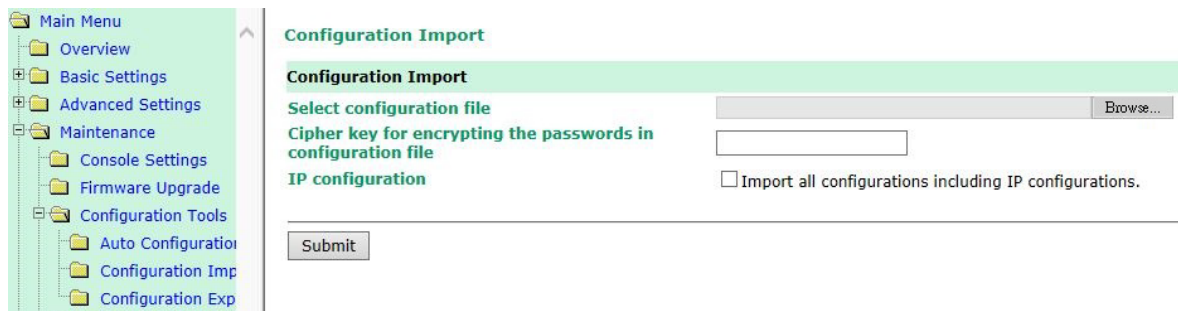 Main Menu
Overview
Basic Settings
Advanced Settings
Maintenance
Console Settings
Firmware Upgrade
Configuration Tools
Auto Configuration
Configuration Imp
Configuration Exp
Configuration Import
Configuration Import
Select configuration file
Browse...
Cipher key for encrypting the passwords in
configuration file
IP configuration
Import all configurations including IP configurations.
Submit